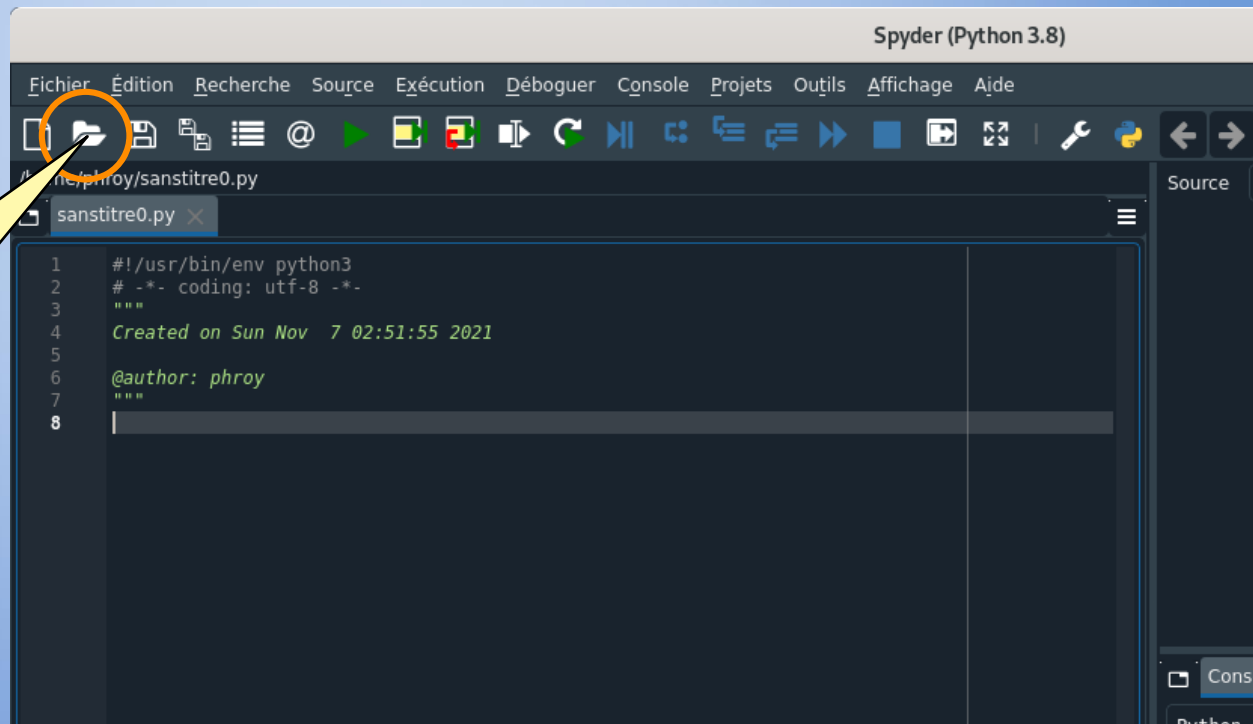 Spyder (Python 3.8)
Fichier Édition Recherche Source Exécution Déboguer Console Projets Outils Affichage Aide
@
/home/phroy/sanstitre0.py
Source
sanstitre0.py
1 #!/usr/bin/env python3
2 # -*- coding: utf-8 -*-
3 """
4 Created on Sun Nov  7 02:51:55 2021
5
6 @author: phroy
7 """
8
Cons
Python